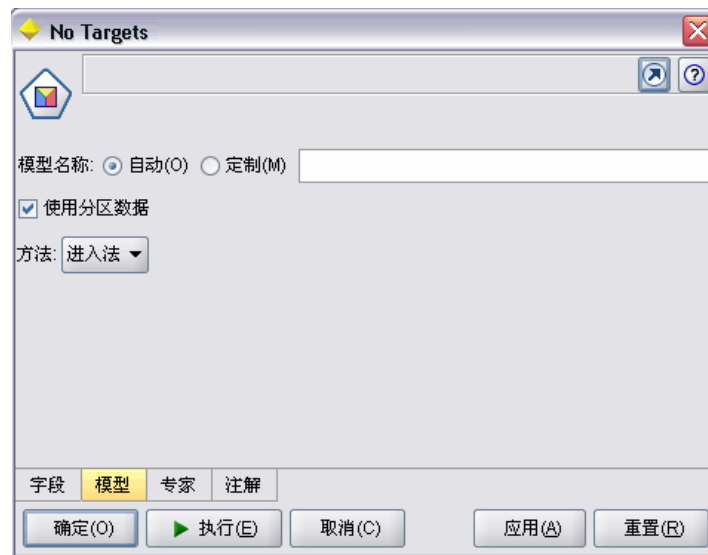 No Targets
模型名称: 自动(O) 定制(M)
使用分区数据
方法: 进入法
字段 模型 专家 注解
确定(O) 执行(E) 取消(C) 应用(A) 重置(R)